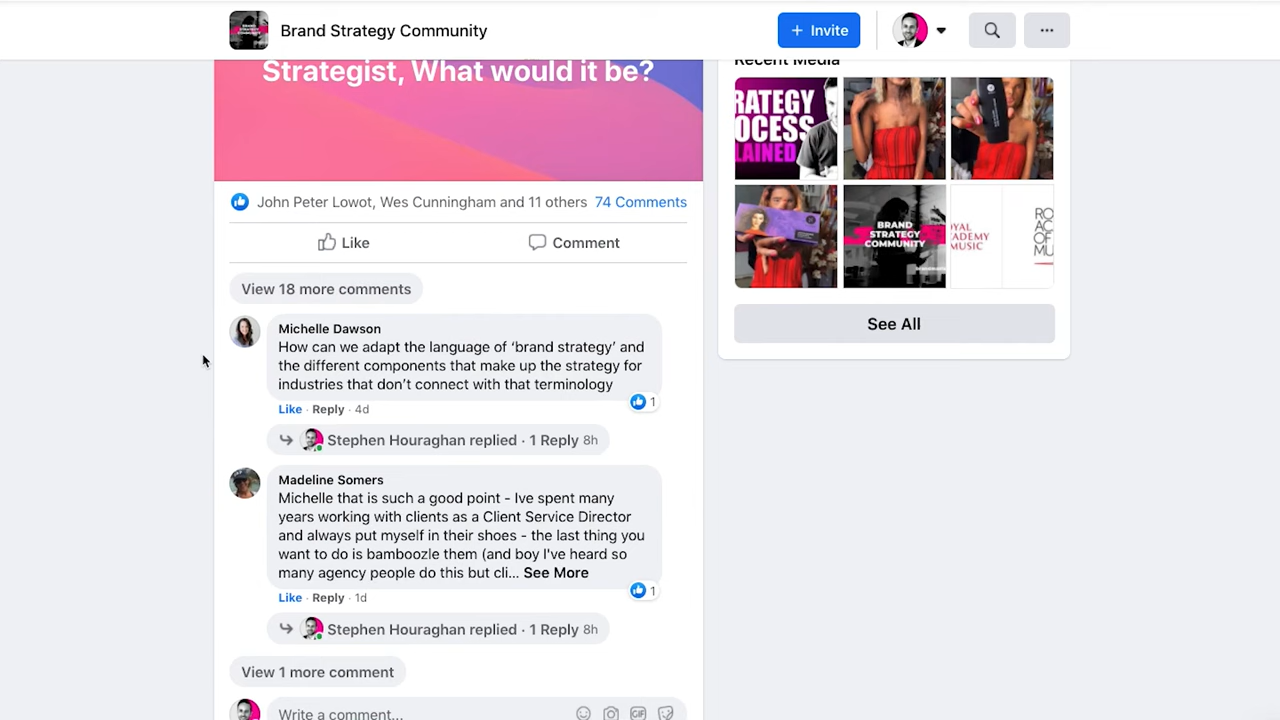 Brand Strategy Community
+ Invite
Strategist, What would it be?
John Peter Lowot, Wes Cunningham and 11 others 74 Comments
Like Comment
View 18 more comments
Michelle Dawson
How can we adapt the language of ‘brand strategy’ and
the different components that make up the strategy for
industries that don’t connect with that terminology
1
Like · Reply · 4d
Stephen Houraghan replied · 1 Reply 8h
Madeline Somers
Michelle that is such a good point - Ive spent many
years working with clients as a Client Service Director
and always put myself in their shoes - the last thing you
want to do is bamboozle them (and boy I've heard so
many agency people do this but cli... See More
1
Like · Reply · 1d
Stephen Houraghan replied · 1 Reply 8h
View 1 more comment
Write a comment...
GIF
Recent Media
RATEGY
OCESS
LAINED
BRAND
STRATEGY
COMMUNITY
YAL
ADEMY
MUSIC
RO
AC
OF
MU
See All